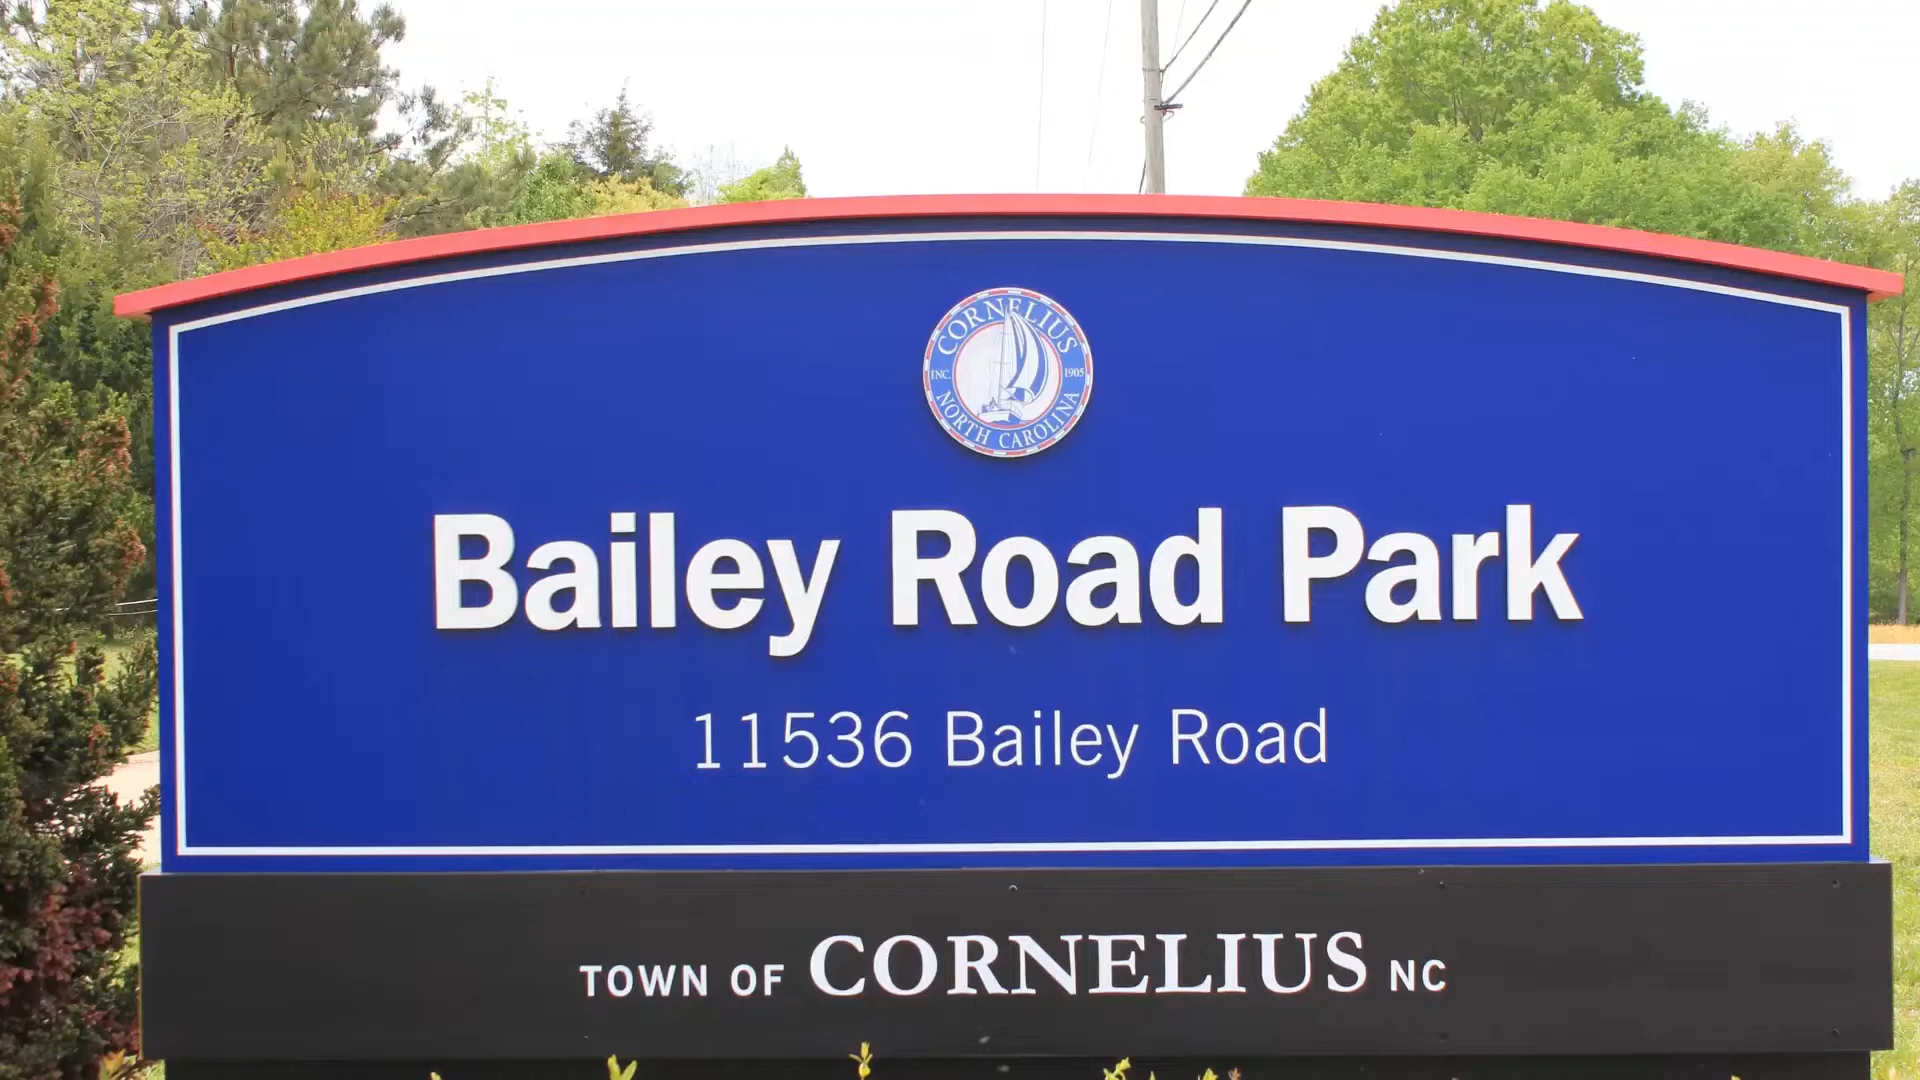 CORNELIUS
INC. 1905
NORTH CAROLINA
Bailey Road Park
11536 Bailey Road
TOWN OF CORNELIUS NC